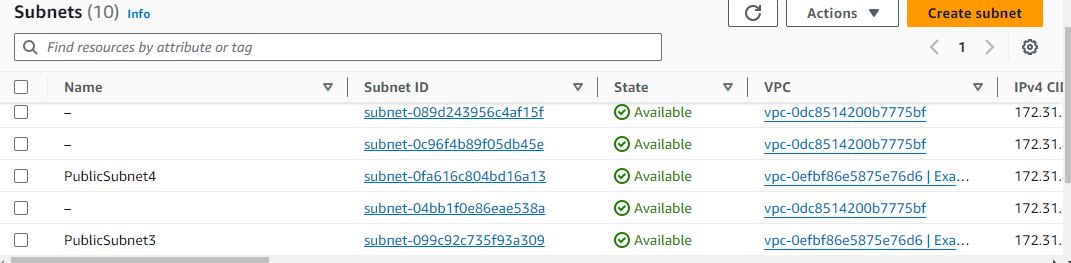 Subnets (10) Info
Actions
Create subnet
Find resources by attribute or tag
1
Name Subnet ID State VPC IPv4 CI
– subnet-089d243956c4af15f Available vpc-0dc8514200b7775bf 172.31.
– subnet-0c96f4b89f05db45e Available vpc-0dc8514200b7775bf 172.31.
PublicSubnet4 subnet-0fa616c804bd16a13 Available vpc-0efbf86e5875e76d6 | Exa... 172.31.
– subnet-04bb1f0e86eae538a Available vpc-0dc8514200b7775bf 172.31.
PublicSubnet3 subnet-099c92c735f93a309 Available vpc-0efbf86e5875e76d6 | Exa... 172.31.